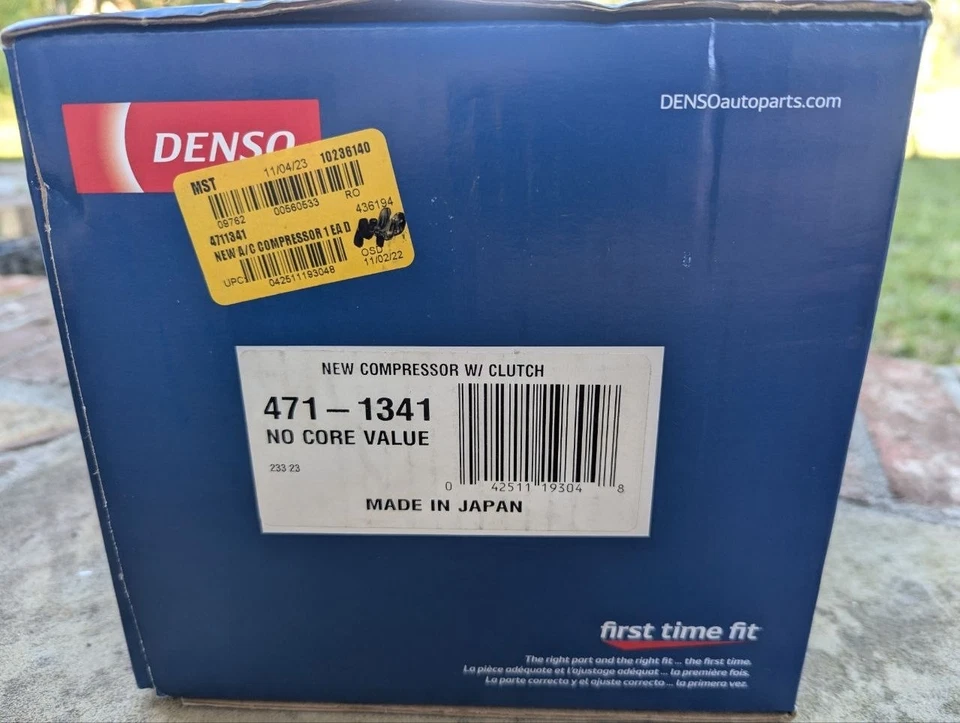 DENSOautoparts.com
DENSO
MST 11/04/23 10236140
09762 00560533 RO
4711341 436194
NEW A/C COMPRESSOR 1 EA D
OSD 1
UPC 042511193048 11/02/22
NEW COMPRESSOR W/ CLUTCH
471–1341
NO CORE VALUE
233 23
0 42511 19304 8
MADE IN JAPAN
first time fit
The right part and the right fit ... the first time.
La pièce adéquate et l'ajustage adéquat ... la première fois.
La parte correcta y el ajuste correcto ... la primera vez.